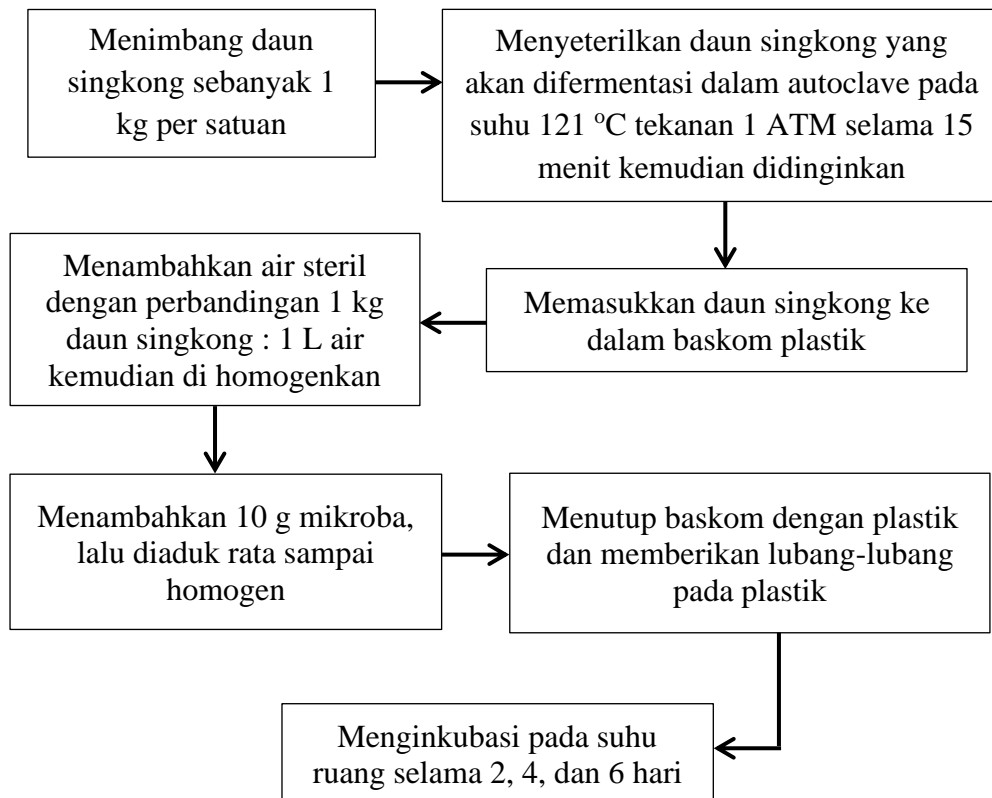 Menimbang daun
singkong sebanyak 1
kg per satuan
Menyeterilkan daun singkong yang
akan difermentasi dalam autoclave pada
suhu 121 °C tekanan 1 ATM selama 15
menit kemudian didinginkan
Memasukkan daun singkong ke
dalam baskom plastik
Menambahkan air steril
dengan perbandingan 1 kg
daun singkong : 1 L air
kemudian di homogenkan
Menambahkan 10 g mikroba,
lalu diaduk rata sampai
homogen
Menutup baskom dengan plastik
dan memberikan lubang-lubang
pada plastik
Menginkubasi pada suhu
ruang selama 2, 4, dan 6 hari